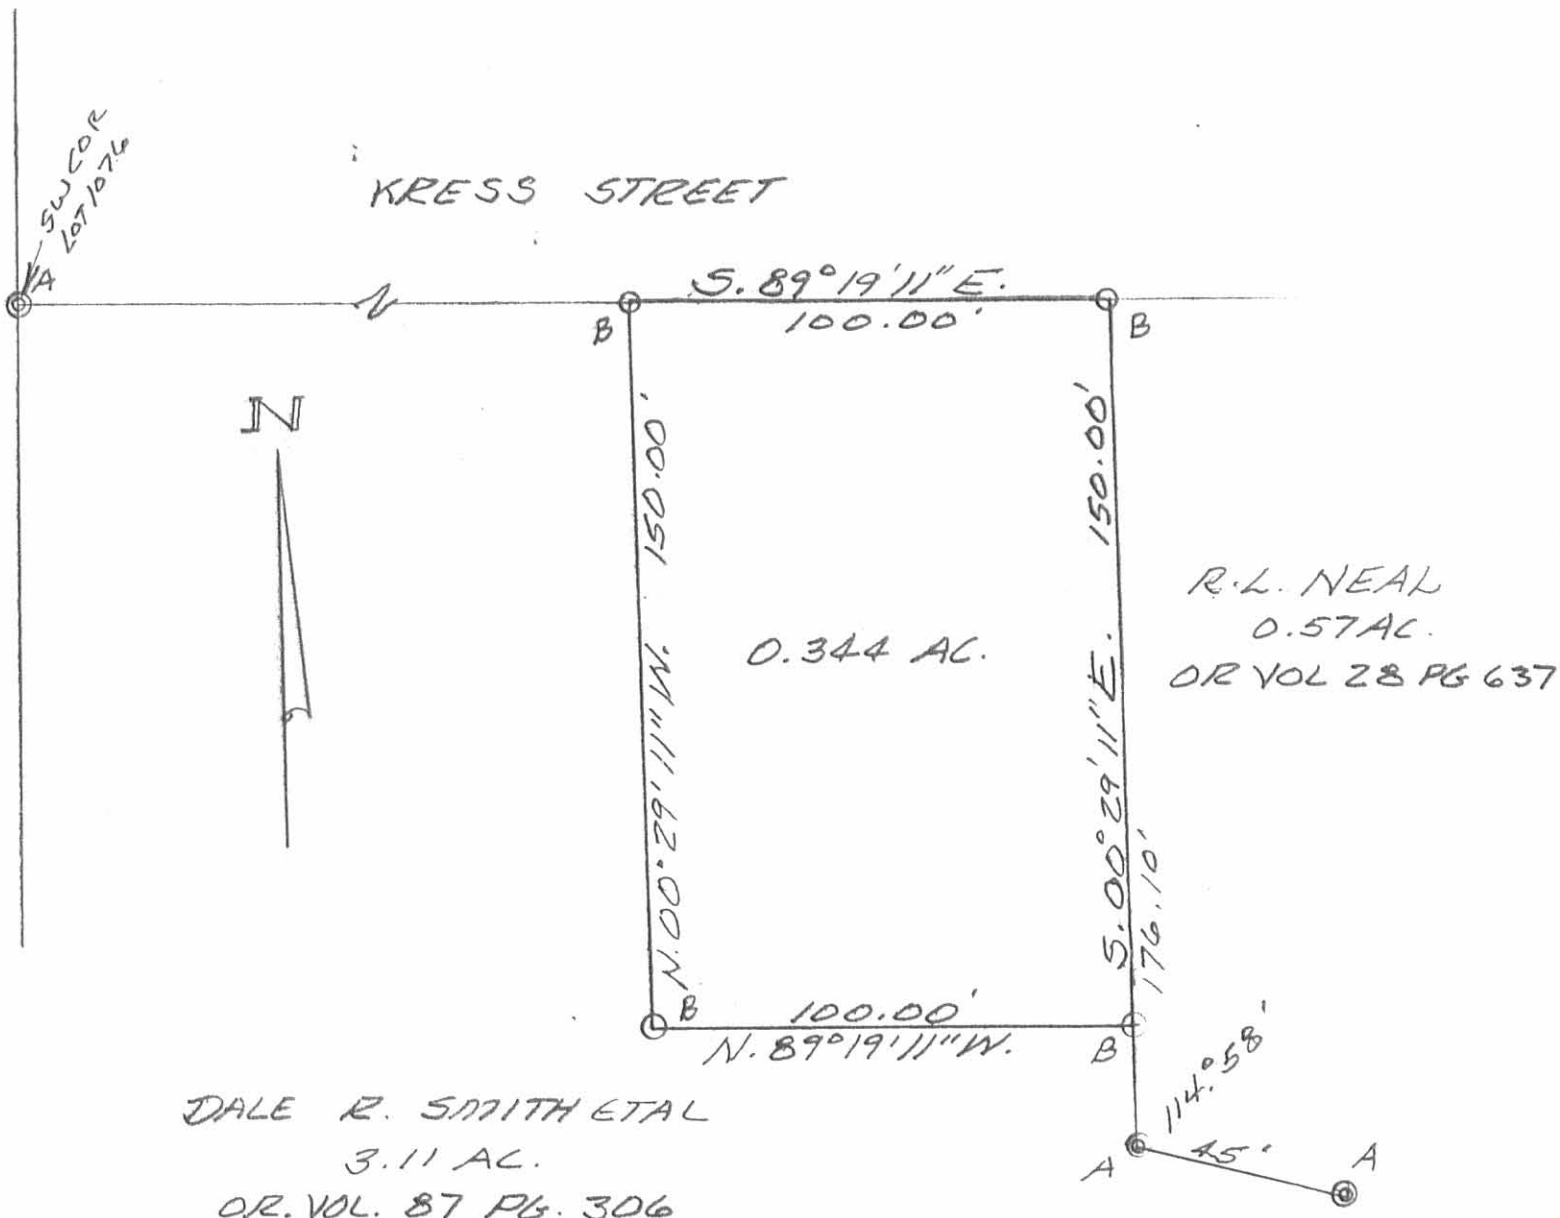 SW COR
LOT 1076
A
KRESS STREET
S. 89°19'11" E.
100.00'
B
B
N
N. 00°29'11" W. 150.00'
S. 00°29'11" E. 150.00'
176.10'
0.344 AC.
R.L. NEAL
0.57 AC.
OR VOL 28 PG 637
B
100.00'
N. 89°19'11" W.
B
114°58'
A
45'
A
DALE R. SMITH ETAL
3.11 AC.
OR. VOL. 87 PG. 306